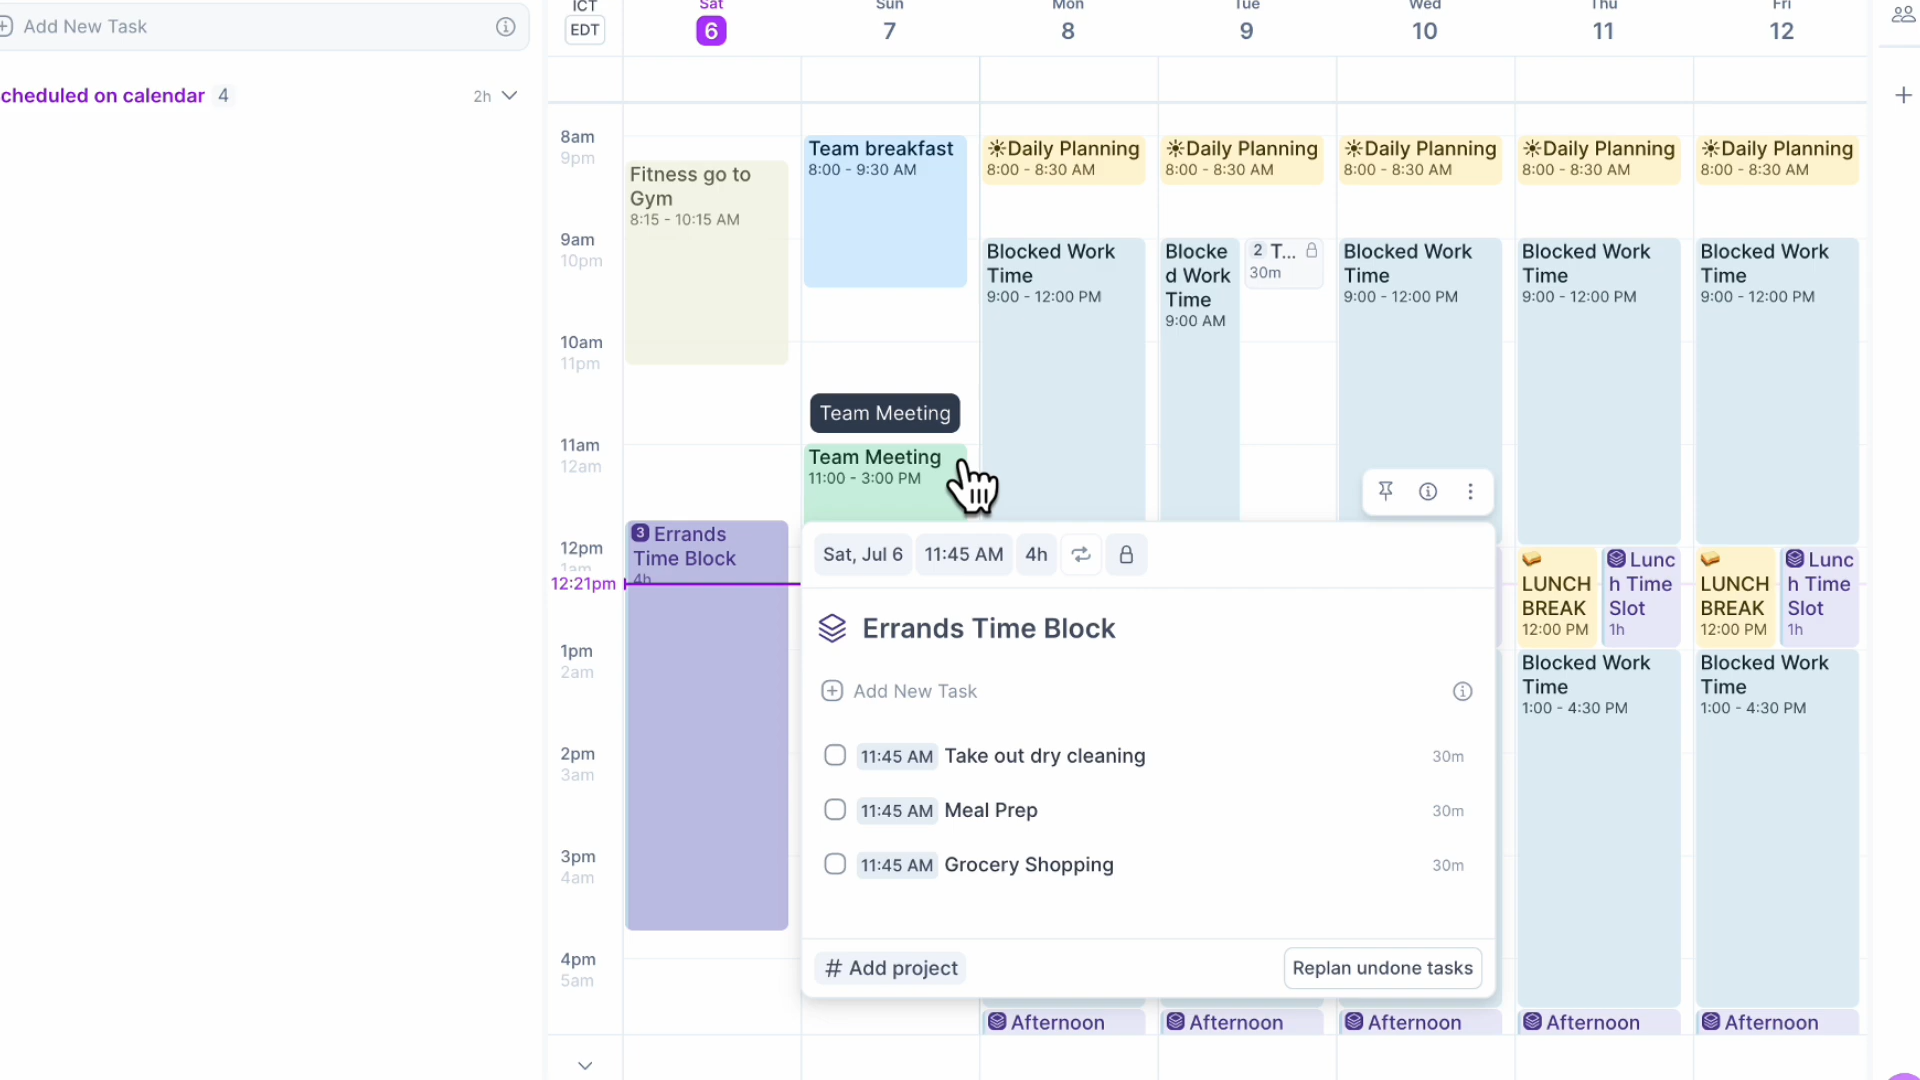 Add New Task
cheduled on calendar 4
2h
ICT
EDT
Sat
6
Sun
7
Mon
8
Tue
9
Wed
10
Thu
11
Fri
12
8am
9pm
9am
10pm
10am
11pm
11am
12am
12pm
1am
12:21pm
1pm
2am
2pm
3am
3pm
4am
4pm
5am
Fitness go to
Gym
8:15 - 10:15 AM
3 Errands
Time Block
4h
Team breakfast
8:00 - 9:30 AM
Team Meeting
Team Meeting
11:00 - 3:00 PM
Daily Planning
8:00 - 8:30 AM
Blocked Work
Time
9:00 - 12:00 PM
Afternoon
Daily Planning
8:00 - 8:30 AM
Blocke
d Work
Time
9:00 AM
2 T...
30m
Afternoon
Daily Planning
8:00 - 8:30 AM
Blocked Work
Time
9:00 - 12:00 PM
Afternoon
Daily Planning
8:00 - 8:30 AM
Blocked Work
Time
9:00 - 12:00 PM
LUNCH
BREAK
12:00 PM
Lunc
h Time
Slot
1h
Blocked Work
Time
1:00 - 4:30 PM
Afternoon
Daily Planning
8:00 - 8:30 AM
Blocked Work
Time
9:00 - 12:00 PM
LUNCH
BREAK
12:00 PM
Lunc
h Time
Slot
1h
Blocked Work
Time
1:00 - 4:30 PM
Afternoon
Sat, Jul 6 11:45 AM 4h
Errands Time Block
Add New Task
11:45 AM Take out dry cleaning 30m
11:45 AM Meal Prep 30m
11:45 AM Grocery Shopping 30m
# Add project
Replan undone tasks